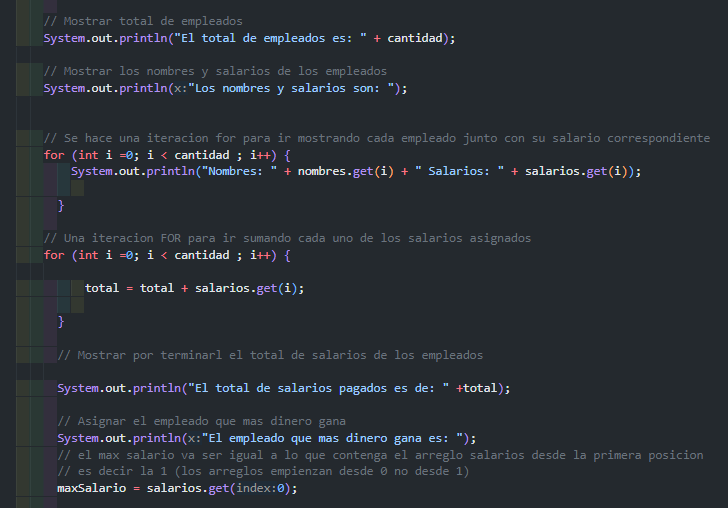 // Mostrar total de empleados
System.out.println("El total de empleados es: " + cantidad);
// Mostrar los nombres y salarios de los empleados
System.out.println(x:"Los nombres y salarios son: ");
// Se hace una iteracion for para ir mostrando cada empleado junto con su salario correspondiente
for (int i =0; i < cantidad ; i++) {
System.out.println("Nombres: " + nombres.get(i) + " Salarios: " + salarios.get(i));
}
// Una iteracion FOR para ir sumando cada uno de los salarios asignados
for (int i =0; i < cantidad ; i++) {
total = total + salarios.get(i);
}
// Mostrar por terminarl el total de salarios de los empleados
System.out.println("El total de salarios pagados es de: " +total);
// Asignar el empleado que mas dinero gana
System.out.println(x:"El empleado que mas dinero gana es: ");
// el max salario va ser igual a lo que contenga el arreglo salarios desde la primera posicion
// es decir la 1 (los arreglos empienzan desde 0 no desde 1)
maxSalario = salarios.get(index:0);